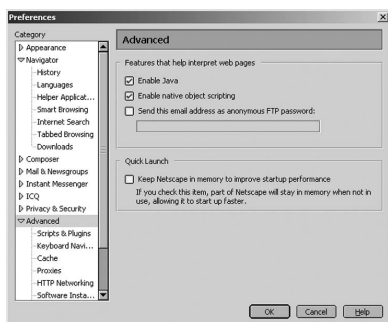 Preferences
Category
Appearance
Navigator
History
Languages
Helper Applicat...
Smart Browsing
Internet Search
Tabbed Browsing
Downloads
Composer
Mail & Newsgroups
Instant Messenger
ICQ
Privacy & Security
Advanced
Scripts & Plugins
Keyboard Navi...
Cache
Proxies
HTTP Networking
Software Insta...
Advanced
Features that help interpret web pages
Enable Java
Enable native object scripting
Send this email address as anonymous FTP password:
Quick Launch
Keep Netscape in memory to improve startup performance
If you check this item, part of Netscape will stay in memory when not in
use, allowing it to start up faster.
OK Cancel Help